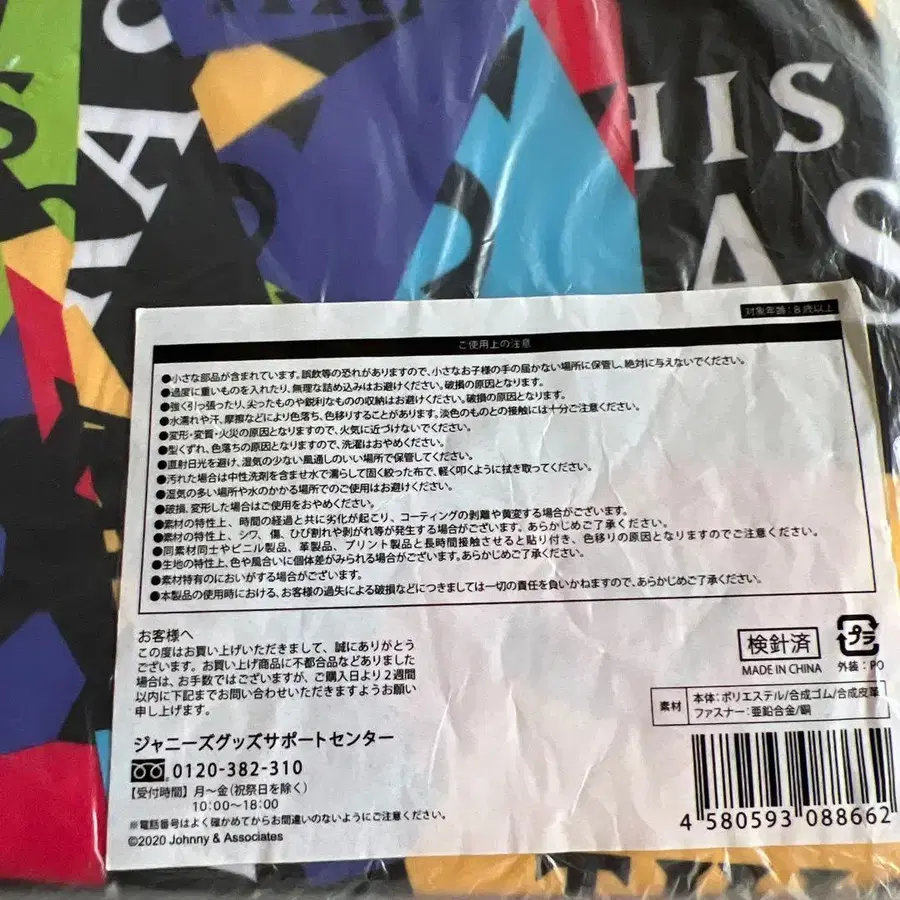 HIS
AS
対象年齢:8歳以上
ご使用上の注意
●小さな部品が含まれています。誤飲等の恐れがありますので、小さなお子様の手の届かない場所に保管し、絶対に与えないでください。
●過度に重いものを入れたり、無理な詰め込みはお避けください。破損の原因となります。
●強く引っ張ったり、尖ったものや鋭利なものの収納はお避けください。破損の原因となります。
●水濡れや汗、摩擦などにより色落ち、色移りすることがあります。淡色のものとの接触には十分ご注意ください。
●変形・変質・火災の原因となりますので、火気に近づけないでください。
●型くずれ、色落ちの原因となりますので、洗濯はおやめください。
●直射日光を避け、湿気の少ない風通しのいい場所で保管してください。
●汚れた場合は中性洗剤を含ませ水で濡らして固く絞った布で、軽く叩くように拭き取ってください。
●湿気の多い場所や水のかかる場所でのご使用はお避けください。
●破損、変形した場合はご使用をおやめください。
●素材の特性上、時間の経過と共に劣化が起こり、コーティングの剥離や黄変する場合がございます。
●素材の特性上、シワ、傷、ひび割れや剥がれ等が発生する場合がございます。あらかじめご了承ください。
●同素材同士やビニル製品、革製品、プリント製品と長時間接触させると貼り付き、色移りの原因となりますのでご注意ください。
●生地の特性上、色や風合いに個体差がみられる場合がございます。あらかじめご了承ください。
●素材特有のにおいがする場合がございます。
●本製品の使用時における、お客様の過失による破損などにつきましては一切の責任を負いかねますので、あらかじめご了承ください。
お客様へ
この度はお買い上げいただきまして、誠にありがとう
ございます。お買い上げ商品に不都合品などありました
場合は、お手数ではございますが、ご購入日より2週間
以内に下記までお問い合わせいただきますようお願い
申し上げます。
ジャニーズグッズサポートセンター
0120-382-310
【受付時間】月〜金(祝祭日を除く)
10:00〜18:00
※電話番号はよく確かめてからお間違いのないようにご注意ください。
©2020 Johnny & Associates
検針済
MADE IN CHINA
プラ
外装:PO
素材
本体:ポリエステル/合成ゴム/合成皮革
ファスナー:亜鉛合金/銅
4 580593 088662